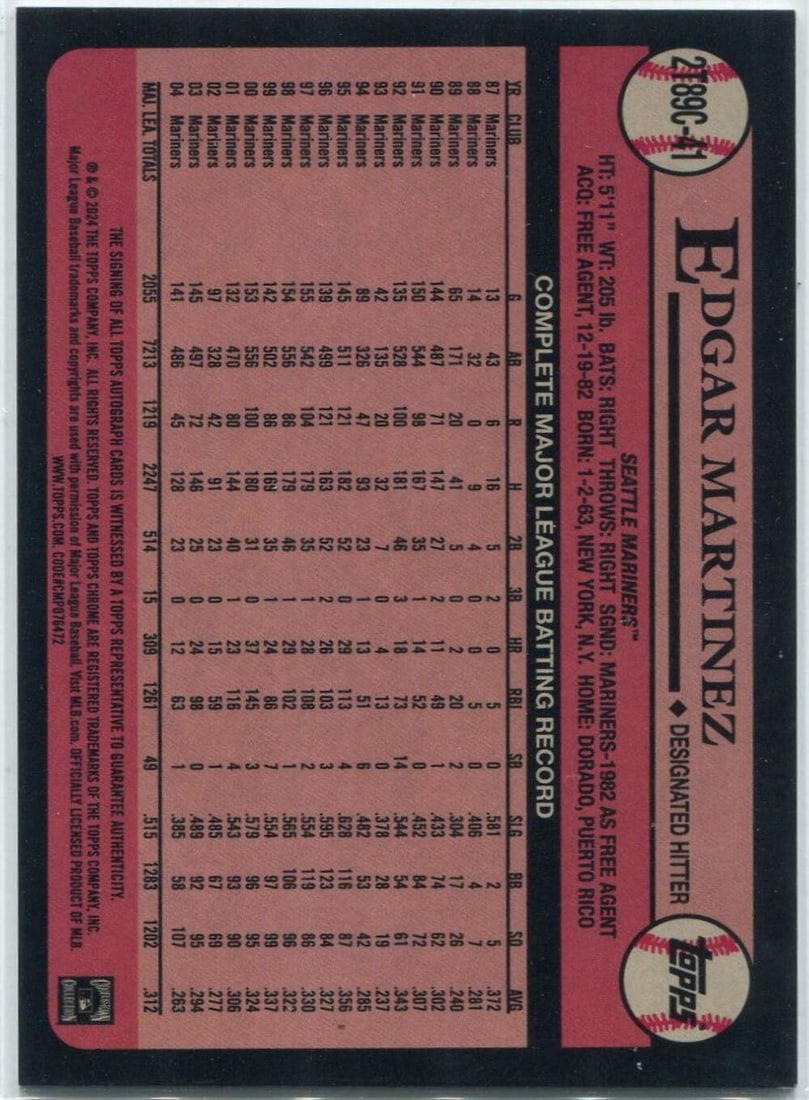 2T89C-41
EDGAR MARTINEZ ♦ DESIGNATED HITTER
topps
SEATTLE MARINERS™
HT: 5'11" WT: 205 lb. BATS: RIGHT THROWS: RIGHT SGND: MARINERS-1982 AS FREE AGENT
ACQ: FREE AGENT, 12-19-82 BORN: 1-2-63, NEW YORK, N.Y. HOME: DORADO, PUERTO RICO
COMPLETE MAJOR LEAGUE BATTING RECORD
YR CLUB G AB R H 2B 3B HR RBI SB SLG BB SO AVG
87 Mariners 13 43 6 16 5 2 0 5 0 .581 2 5 .372
88 Mariners 14 32 0 9 4 0 0 5 0 .406 4 7 .281
89 Mariners 65 171 20 41 5 0 2 20 2 .304 17 26 .240
90 Mariners 144 487 71 147 27 2 11 49 1 .433 74 62 .302
91 Mariners 150 544 98 167 35 1 14 52 0 .452 84 72 .307
92 Mariners 135 528 100 181 46 3 18 73 14 .544 54 61 .343
93 Mariners 42 135 20 32 7 0 4 13 0 .378 28 19 .237
94 Mariners 89 326 47 93 23 1 13 51 6 .482 53 42 .285
95 Mariners 145 511 121 182 52 0 29 113 4 .628 116 87 .356
96 Mariners 139 499 121 163 52 2 26 103 3 .595 123 84 .327
97 Mariners 155 542 104 179 35 1 28 108 2 .554 119 86 .330
98 Mariners 154 556 86 179 46 1 29 102 1 .565 106 96 .322
99 Mariners 142 502 86 169 35 1 24 86 7 .554 97 99 .337
00 Mariners 153 556 100 180 31 0 37 145 3 .579 96 95 .324
01 Mariners 132 470 80 144 40 1 23 116 4 .543 93 90 .306
02 Mariners 97 328 42 91 23 0 15 59 1 .485 67 69 .277
03 Mariners 145 497 72 146 25 0 24 98 0 .489 92 95 .294
04 Mariners 141 486 45 128 23 0 12 63 1 .385 58 107 .263
MAJ. LEA. TOTALS 2055 7213 1219 2247 514 15 309 1261 49 .515 1283 1202 .312
THE SIGNING OF ALL TOPPS AUTOGRAPH CARDS IS WITNESSED BY A TOPPS REPRESENTATIVE TO GUARANTEE AUTHENTICITY.
® & © 2024 THE TOPPS COMPANY, INC. ALL RIGHTS RESERVED. TOPPS AND TOPPS CHROME ARE REGISTERED TRADEMARKS OF THE TOPPS COMPANY, INC.
Major League Baseball trademarks and copyrights are used with permission of Major League Baseball. Visit MLB.com. OFFICIALLY LICENSED PRODUCT OF MLB.
WWW.TOPPS.COM. CODE#CMP076472
COOPERSTOWN
COLLECTION